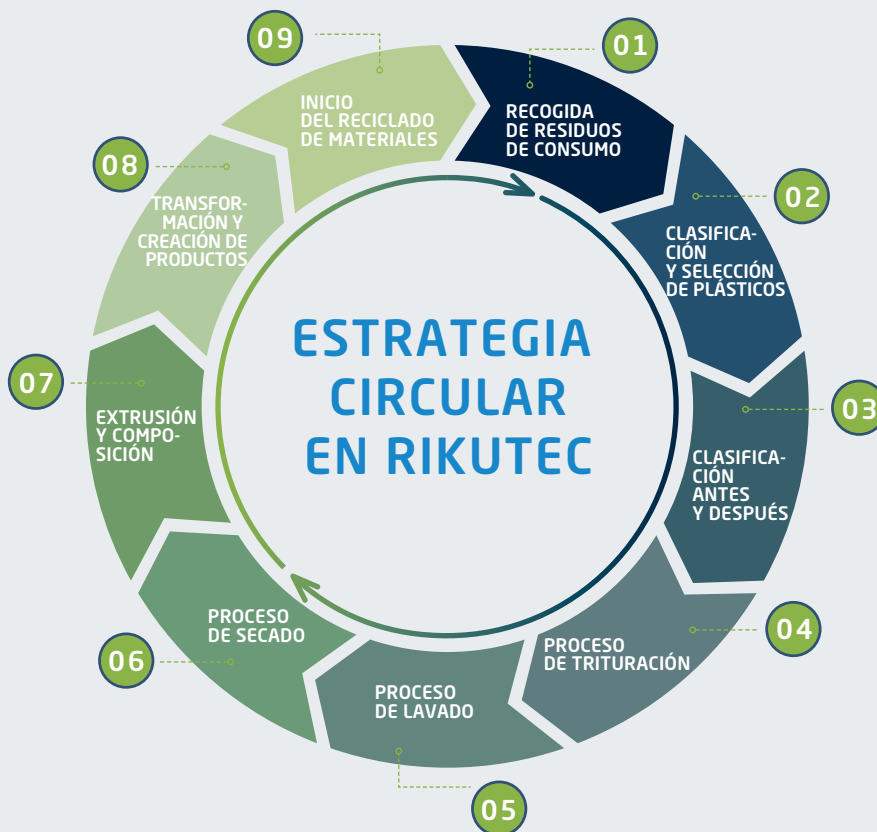 ESTRATEGIA
CIRCULAR
EN RIKUTEC
01
RECOGIDA
DE RESIDUOS
DE CONSUMO
02
CLASIFICA-
CIÓN
Y SELECCIÓN
DE PLÁSTICOS
03
CLASIFICA-
CIÓN
ANTES
Y DESPUÉS
04
PROCESO
DE TRITURACIÓN
05
PROCESO
DE LAVADO
06
PROCESO
DE SECADO
07
EXTRUSIÓN
Y COMPO-
SICIÓN
08
TRANSFOR-
MACIÓN Y
CREACIÓN DE
PRODUCTOS
09
INICIO
DEL RECICLADO
DE MATERIALES